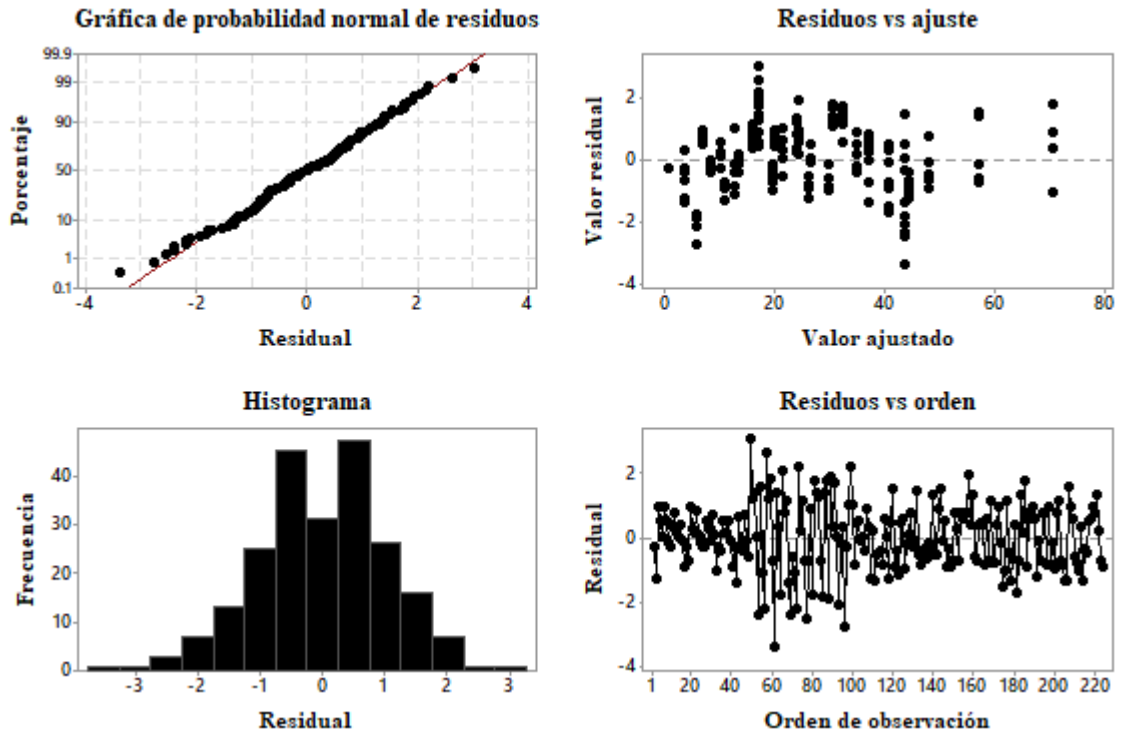 Gráfica de probabilidad normal de residuos
99.9
99
90
50
10
1
0.1
Porcentaje
-4 -2 0 2 4
Residual
Residuos vs ajuste
2
0
-2
-4
Valor residual
0 20 40 60 80
Valor ajustado
Histograma
40
30
20
10
0
Frecuencia
-3 -2 -1 0 1 2 3
Residual
Residuos vs orden
2
0
-2
-4
Residual
1 20 40 60 80 100 120 140 160 180 200 220
Orden de observación